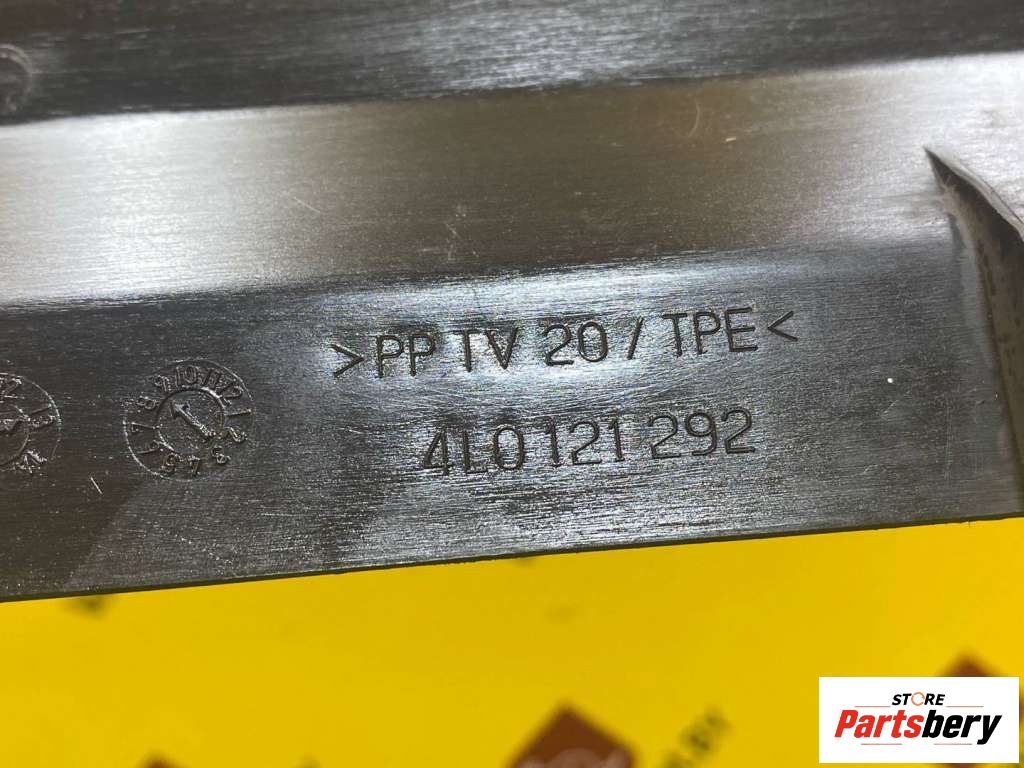 >PP TV 20 / TPE<
4L0 121 292
STORE
Partsbery